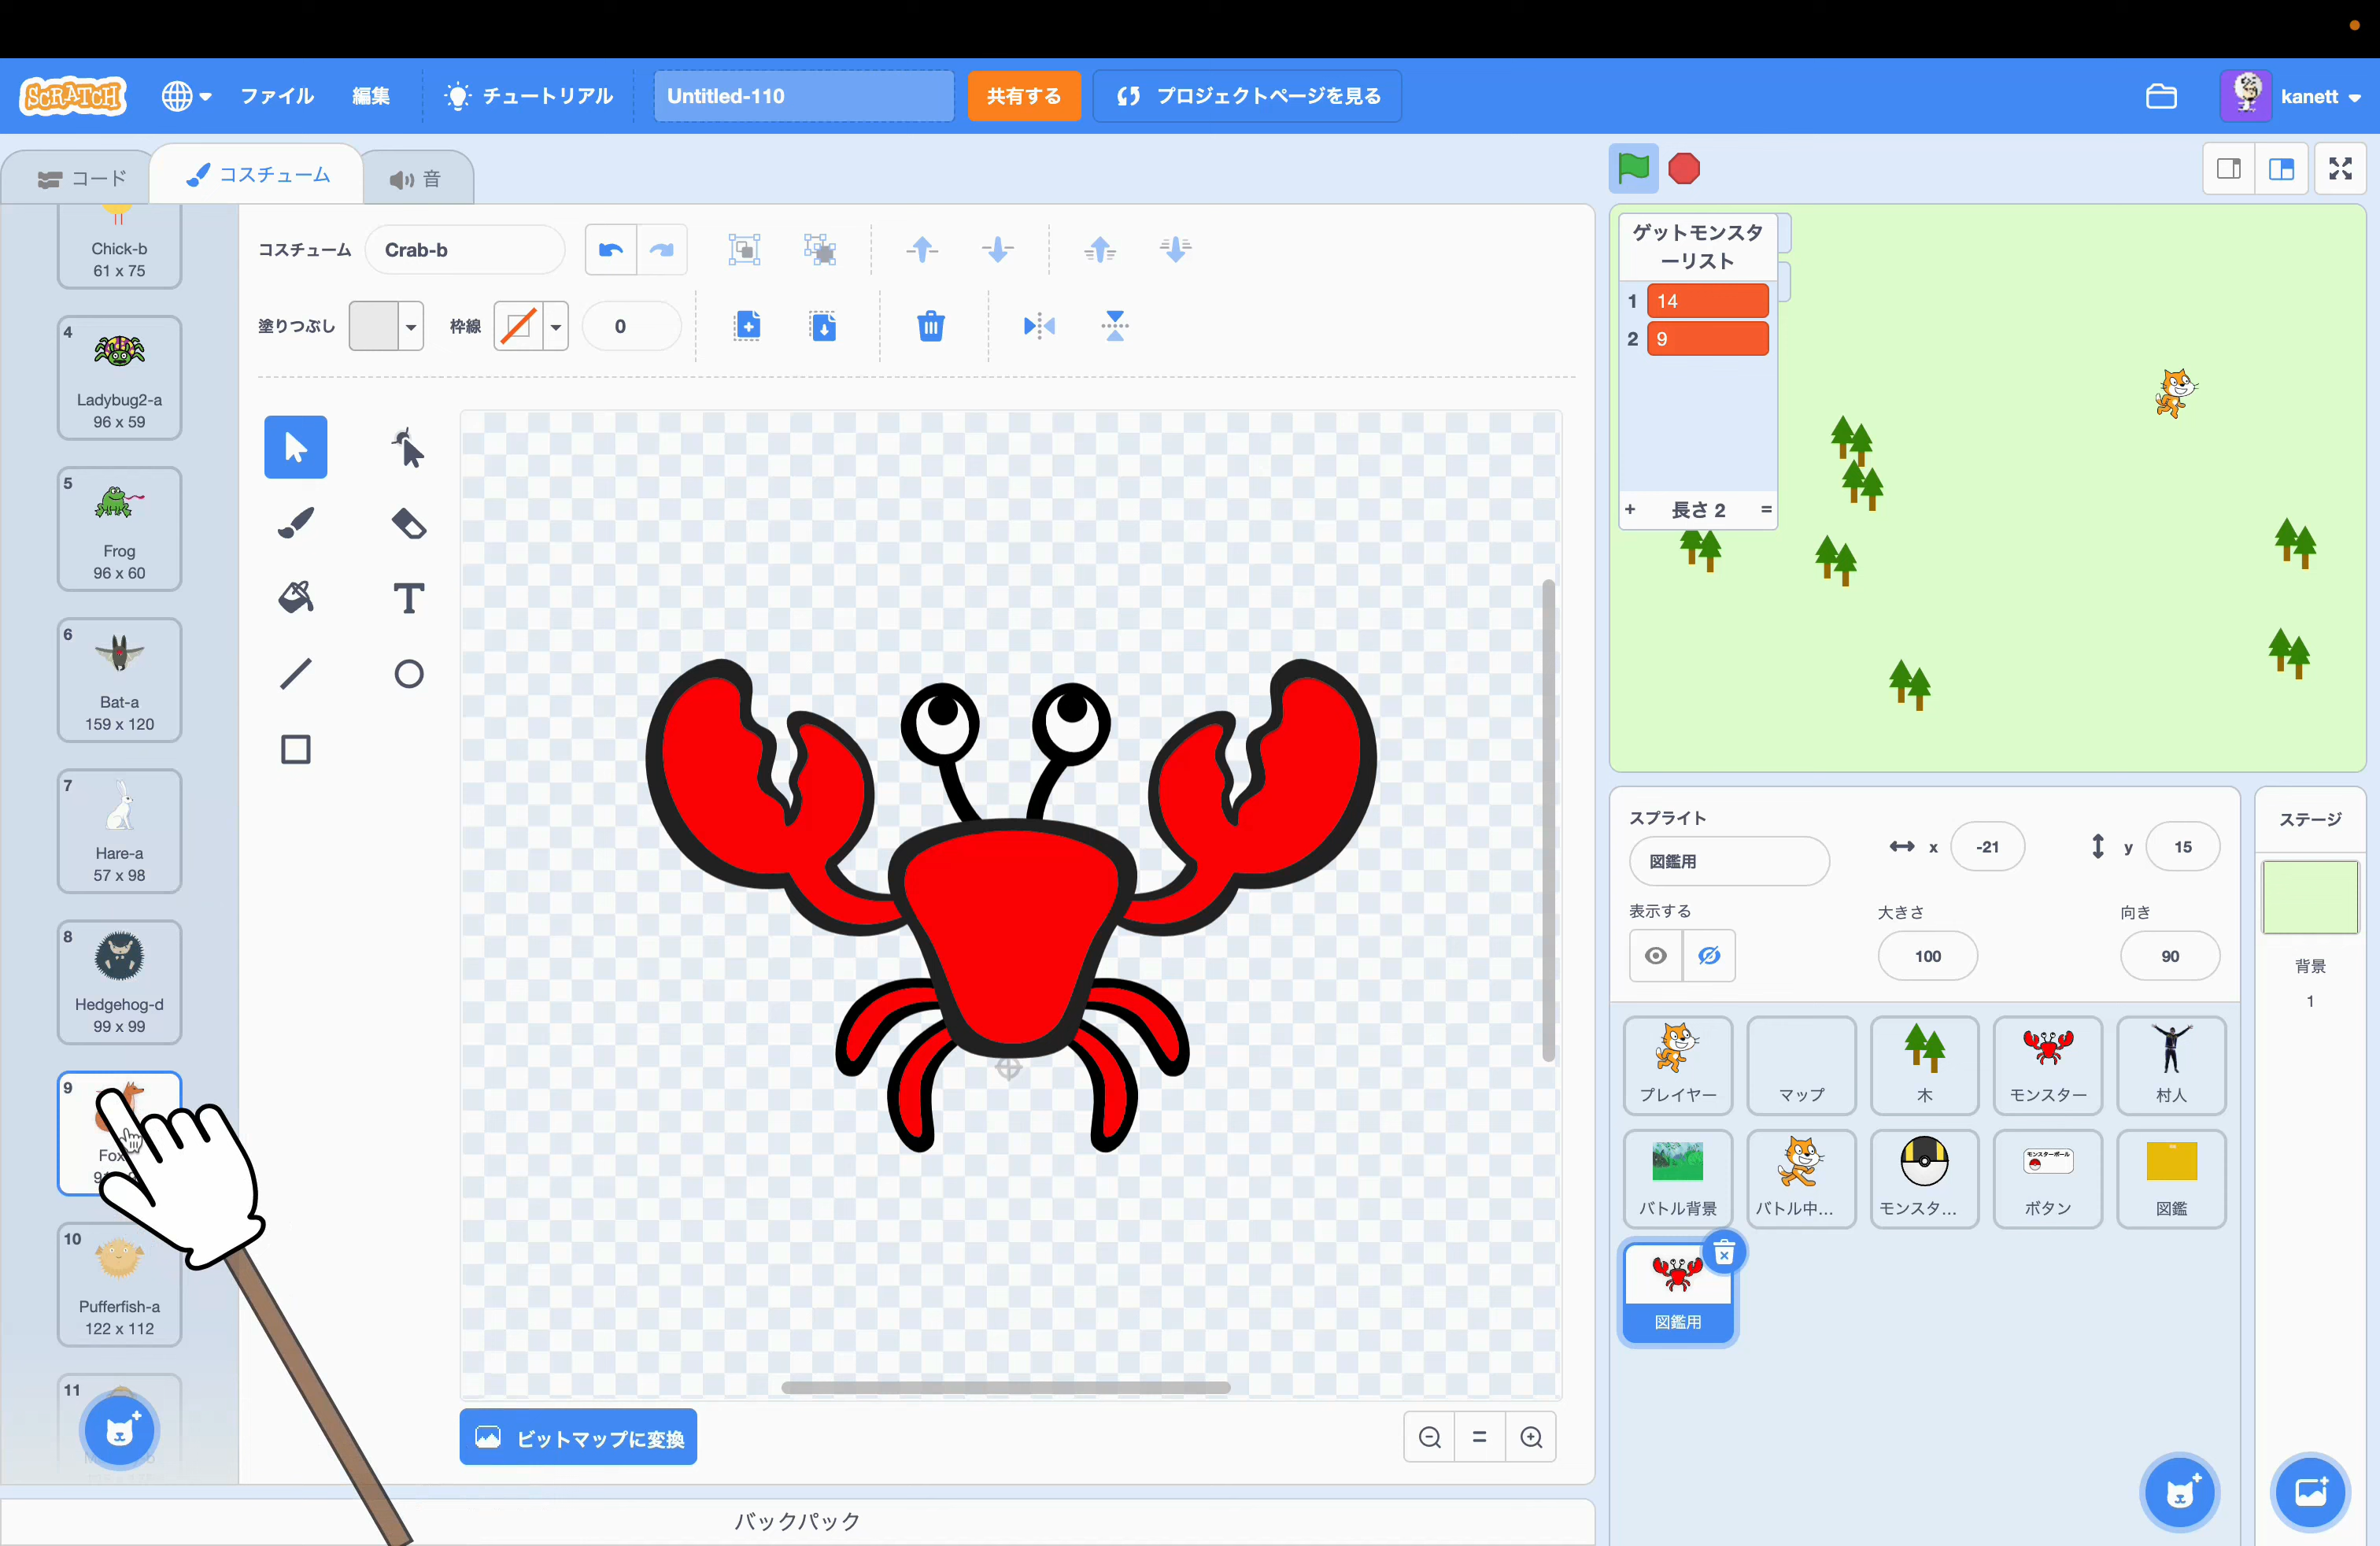 SCRATCH
ファイル
編集
チュートリアル
Untitled-110
共有する
プロジェクトページを見る
kanett
コード
コスチューム
音
Chick-b
61 x 75
4
Ladybug2-a
96 x 59
5
Frog
96 x 60
6
Bat-a
159 x 120
7
Hare-a
57 x 98
8
Hedgehog-d
99 x 99
9
Fox
10
Pufferfish-a
122 x 112
11
コスチューム
Crab-b
塗りつぶし
枠線
0
ビットマップに変換
バックパック
ゲットモンスタ
ーリスト
1 14
2 9
+ 長さ 2 =
スプライト
図鑑用
x -21
y 15
表示する
大きさ
100
向き
90
プレイヤー
マップ
木
モンスター
村人
バトル背景
バトル中...
モンスタ...
モンスターボール
ボタン
図鑑
図鑑用
ステージ
背景
1